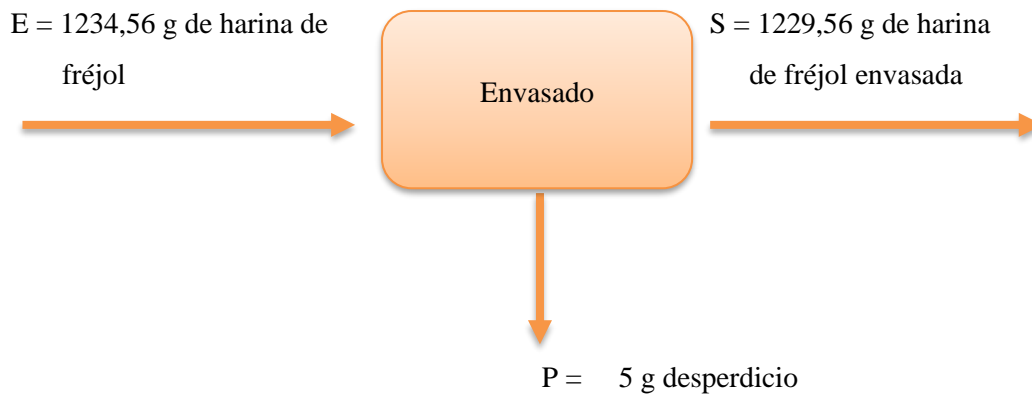 E = 1234,56 g de harina de
fréjol
S = 1229,56 g de harina
de fréjol envasada
Envasado
P = 5 g desperdicio